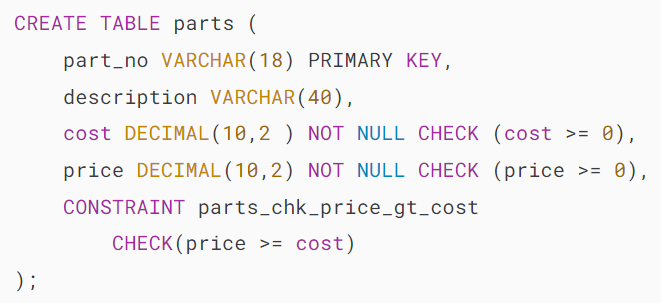 CREATE TABLE parts (
    part_no VARCHAR(18) PRIMARY KEY,
    description VARCHAR(40),
    cost DECIMAL(10,2 ) NOT NULL CHECK (cost >= 0),
    price DECIMAL(10,2) NOT NULL CHECK (price >= 0),
    CONSTRAINT parts_chk_price_gt_cost
        CHECK(price >= cost)
);